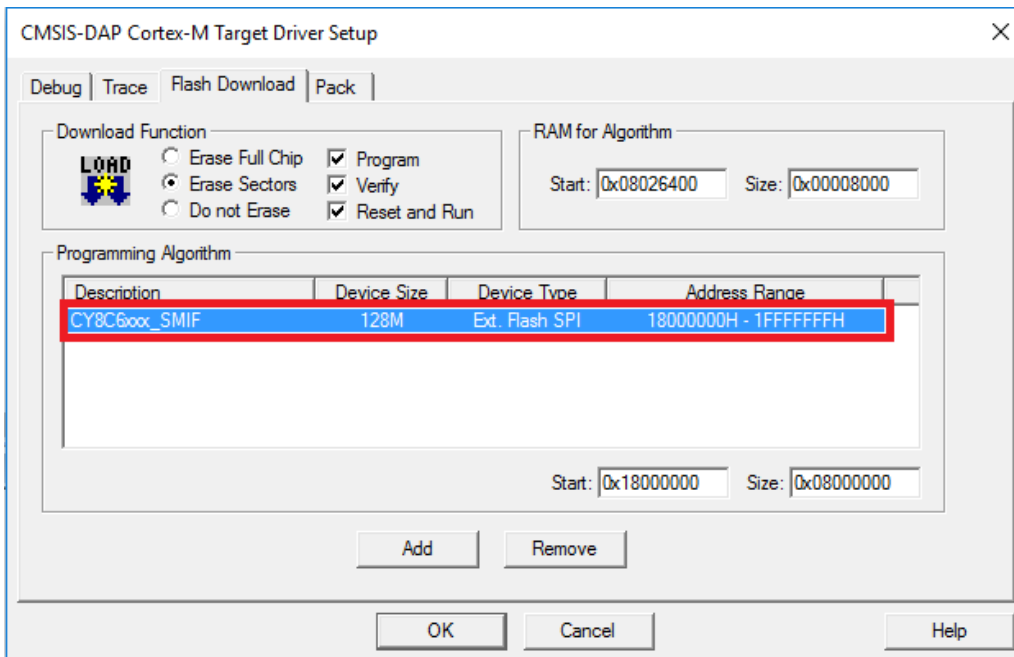 CMSIS-DAP Cortex-M Target Driver Setup
Debug Trace Flash Download Pack
Download Function
LOAD
Erase Full Chip
Erase Sectors
Do not Erase
Program
Verify
Reset and Run
RAM for Algorithm
Start: 0x08026400 Size: 0x00008000
Programming Algorithm
Description Device Size Device Type Address Range
CY8C6xxx_SMIF 128M Ext. Flash SPI 18000000H - 1FFFFFFFH
Start: 0x18000000 Size: 0x08000000
Add Remove
OK Cancel Help